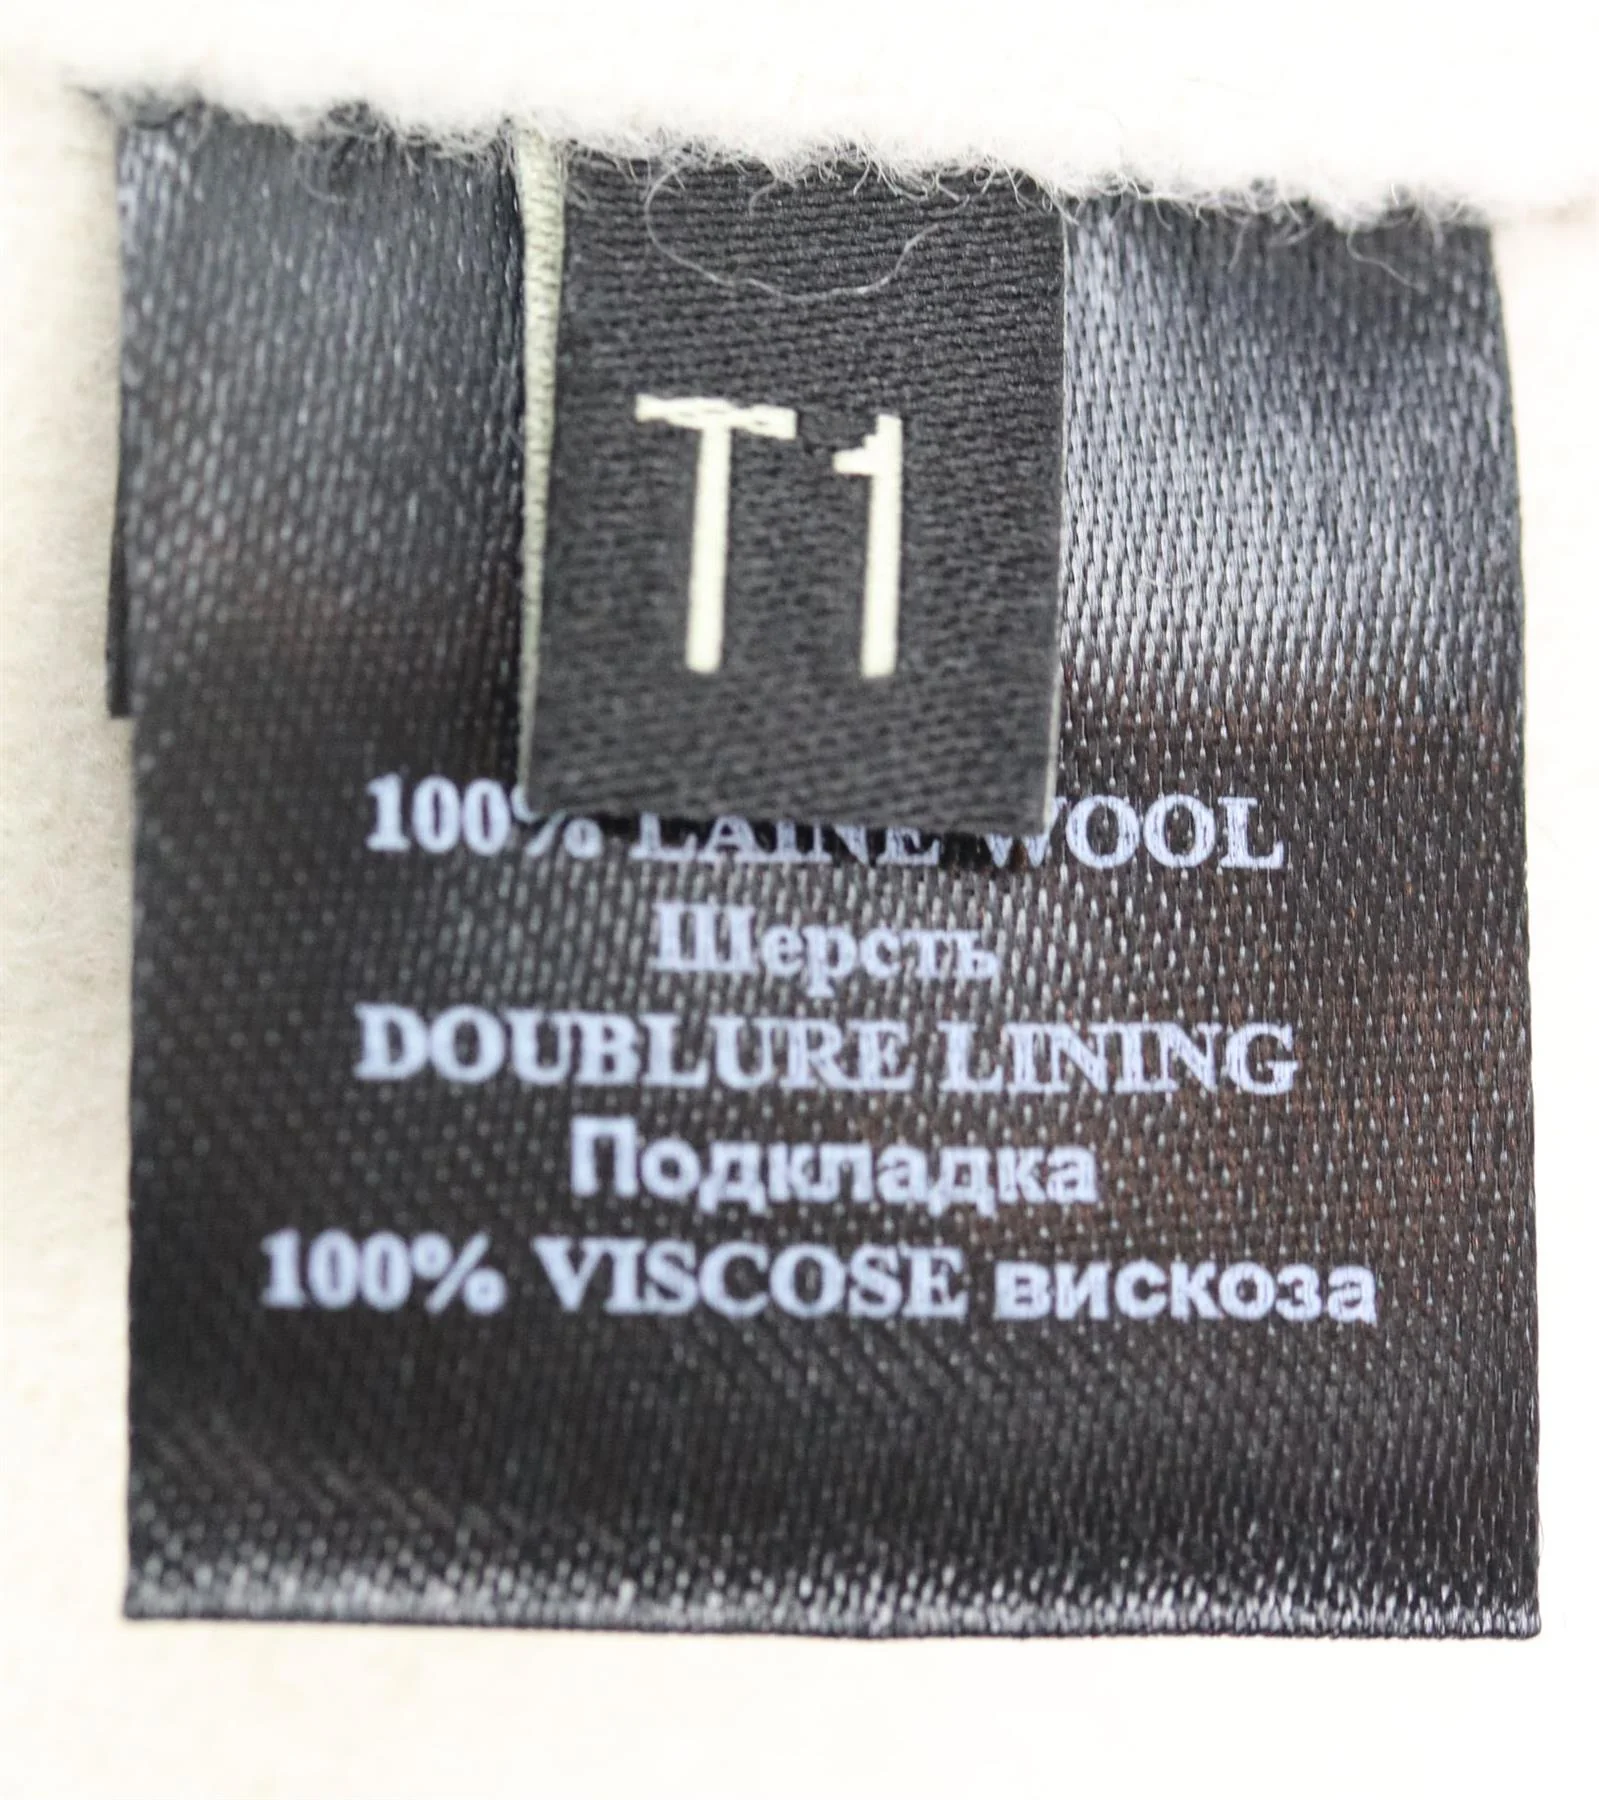 T1
100% LAINE WOOL
Шерсть
DOUBLURE LINING
Подкладка
100% VISCOSE вискоза